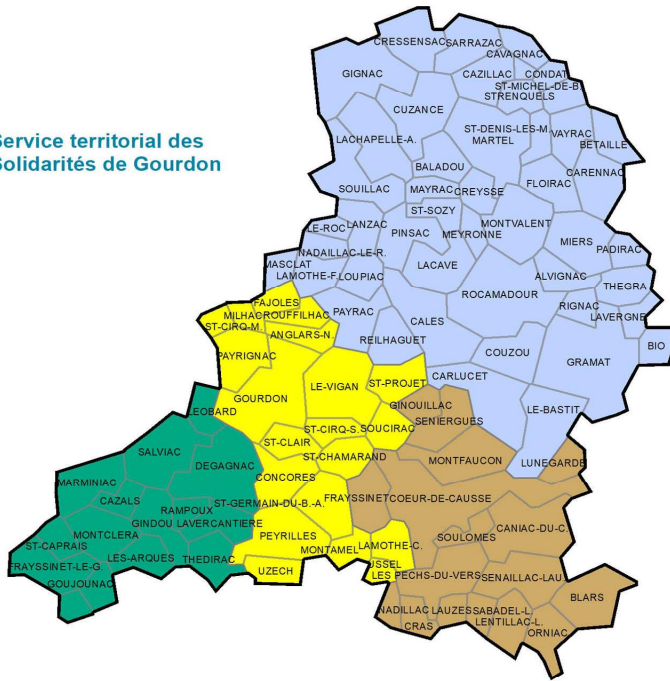 Service territorial des
Solidarités de Gourdon
CRESSENSAC
SARRAZAC
CAVAGNAC
GIGNAC
CAZILLAC
CONDAT
ST-MICHEL-DE-B.
STRENQUELS
CUZANCE
LACHAPELLE-A.
ST-DENIS-LES-M.
MARTEL
VAYRAC
BETAILLE
BALADOU
CARENNAC
SOUILLAC
MAYRAC
CREYSSE
FLOIRAC
ST-SOZY
LE-ROC
LANZAC
PINSAC
MEYRONNE
MONTVALENT
MIERS
PADIRAC
NADAILLAC-LE-R.
MASCLAT
LAMOTHE-F.
LOUPIAC
LACAVE
ALVIGNAC
THEGRA
ROCAMADOUR
RIGNAC
LAVERGNE
FAJOLES
MILHAC
ROUFFILHAC
PAYRAC
CALES
ST-CIRQ-M.
ANGLARS-N.
REILHAGUET
BIO
PAYRIGNAC
COUZOU
GRAMAT
LE-VIGAN
ST-PROJET
CARLUCET
GOURDON
GINOUILLAC
LE-BASTIT
LEOBARD
SENIERGUES
ST-CIRQ-S.
SOUCIRAC
ST-CLAIR
SALVIAC
ST-CHAMARAND
DEGAGNAC
MONTFAUCON
LUNEGARDE
MARMINIAC
CONCORES
CAZALS
FRAYSSINET
COEUR-DE-CAUSSE
RAMPOUX
ST-GERMAIN-DU-B.-A.
GINDOU
LAVERCANTIERE
CANIAC-DU-C.
MONTCLERA
PEYRILLES
SOULOMES
ST-CAPRAIS
MONTAMEL
LAMOTHE-C.
LES-ARQUES
THEDIRAC
FRAYSSINET-LE-G.
UZECH
USSEL
LES PECHS-DU-VERS
SENAILLAC-LAU.
GOUJOUNAC
BLARS
NADILLAC
LAUZES
SABADEL-L.
LENTILLAC-L.
CRAS
ORNIAC